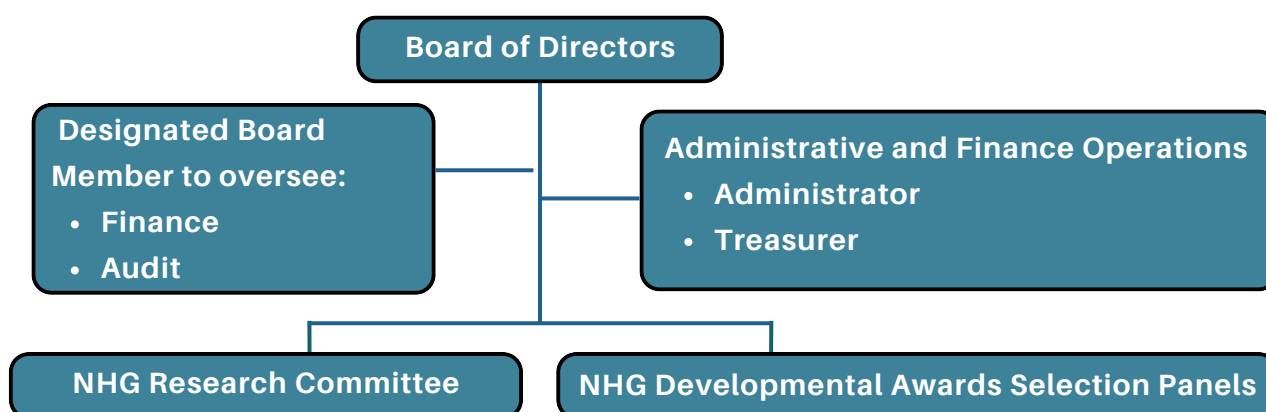 Board of Directors
Designated Board
Member to oversee:
• Finance
• Audit
Administrative and Finance Operations
• Administrator
• Treasurer
NHG Research Committee
NHG Developmental Awards Selection Panels